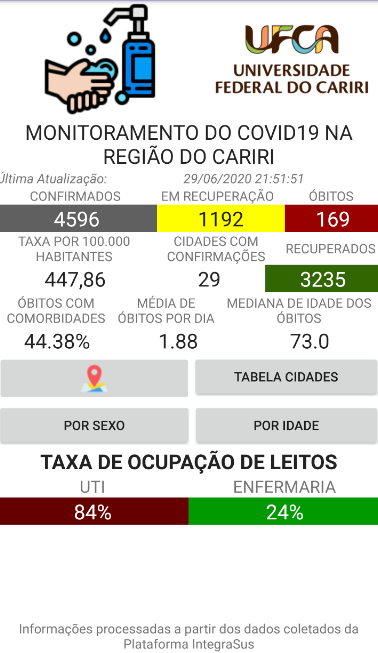 UFCA
UNIVERSIDADE
FEDERAL DO CARIRI
MONITORAMENTO DO COVID19 NA
REGIÃO DO CARIRI
Última Atualização: 29/06/2020 21:51:51
CONFIRMADOS EM RECUPERAÇÃO ÓBITOS
4596 1192 169
TAXA POR 100.000
HABITANTES
CIDADES COM
CONFIRMAÇÕES
RECUPERADOS
447,86 29 3235
ÓBITOS COM
COMORBIDADES
MÉDIA DE
ÓBITOS POR DIA
MEDIANA DE IDADE DOS
ÓBITOS
44.38% 1.88 73.0
TABELA CIDADES
POR SEXO POR IDADE
TAXA DE OCUPAÇÃO DE LEITOS
UTI ENFERMARIA
84% 24%
Informações processadas a partir dos dados coletados da
Plataforma IntegraSus